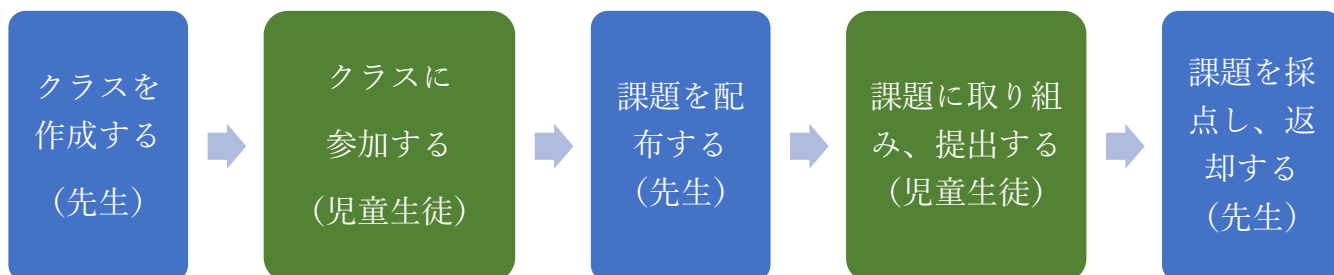 クラスを
作成する
(先生)
クラスに
参加する
(児童生徒)
課題を配
布する
(先生)
課題に取り組
み、提出する
(児童生徒)
課題を採
点し、返
却する
(先生)